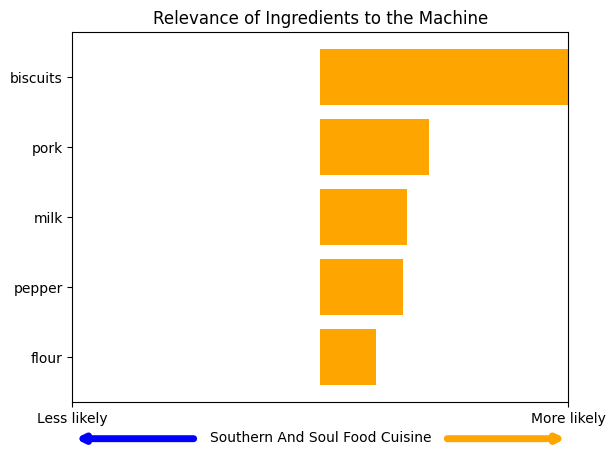 Relevance of Ingredients to the Machine
biscuits
pork
milk
pepper
flour
Less likely
More likely
Southern And Soul Food Cuisine